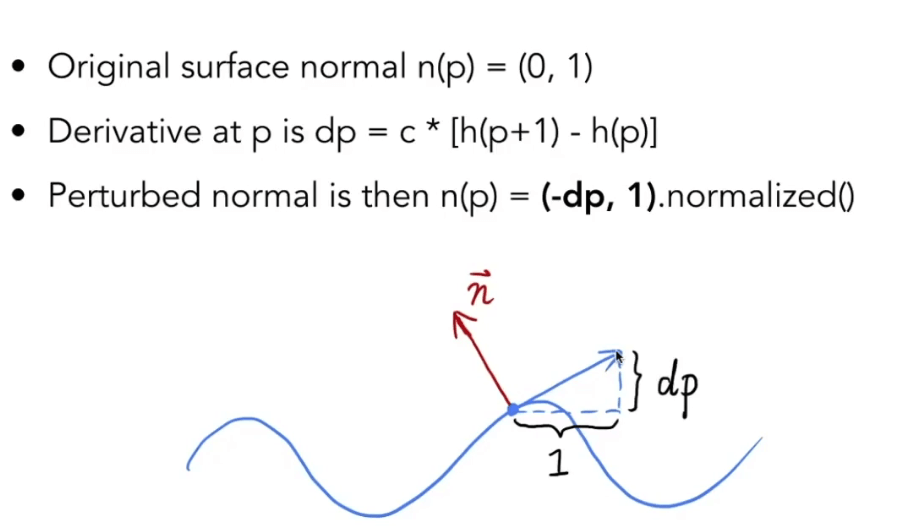 • Original surface normal n(p) = (0, 1)
• Derivative at p is dp = c * [h(p+1) - h(p)]
• Perturbed normal is then n(p) = (-dp, 1).normalized()
n⃗
dp
1